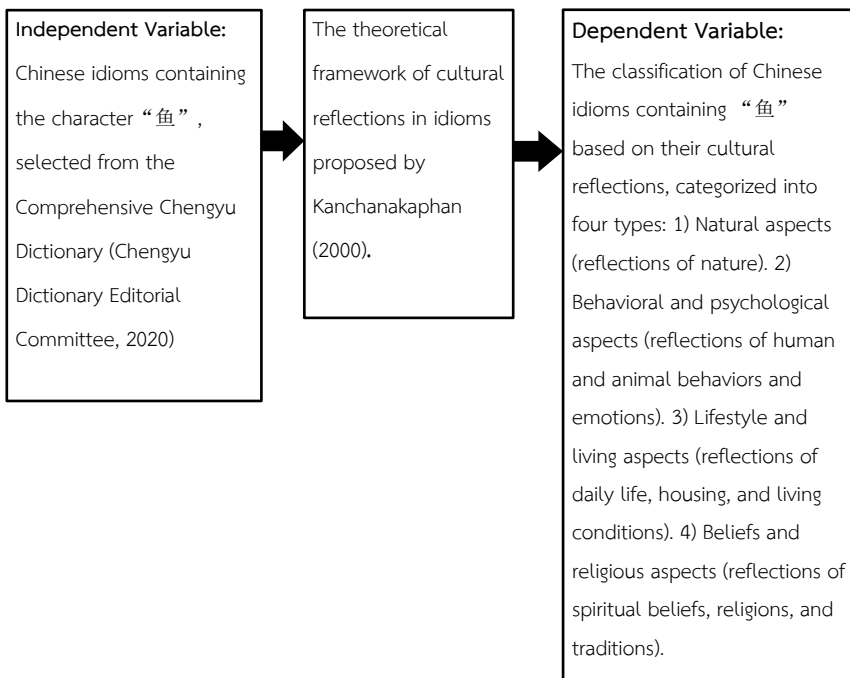 Independent Variable:
Chinese idioms containing
the character “鱼” ,
selected from the
Comprehensive Chengyu
Dictionary (Chengyu
Dictionary Editorial
Committee, 2020)
The theoretical
framework of cultural
reflections in idioms
proposed by
Kanchanakaphan
(2000).
Dependent Variable:
The classification of Chinese
idioms containing “鱼”
based on their cultural
reflections, categorized into
four types: 1) Natural aspects
(reflections of nature). 2)
Behavioral and psychological
aspects (reflections of human
and animal behaviors and
emotions). 3) Lifestyle and
living aspects (reflections of
daily life, housing, and living
conditions). 4) Beliefs and
religious aspects (reflections of
spiritual beliefs, religions, and
traditions).